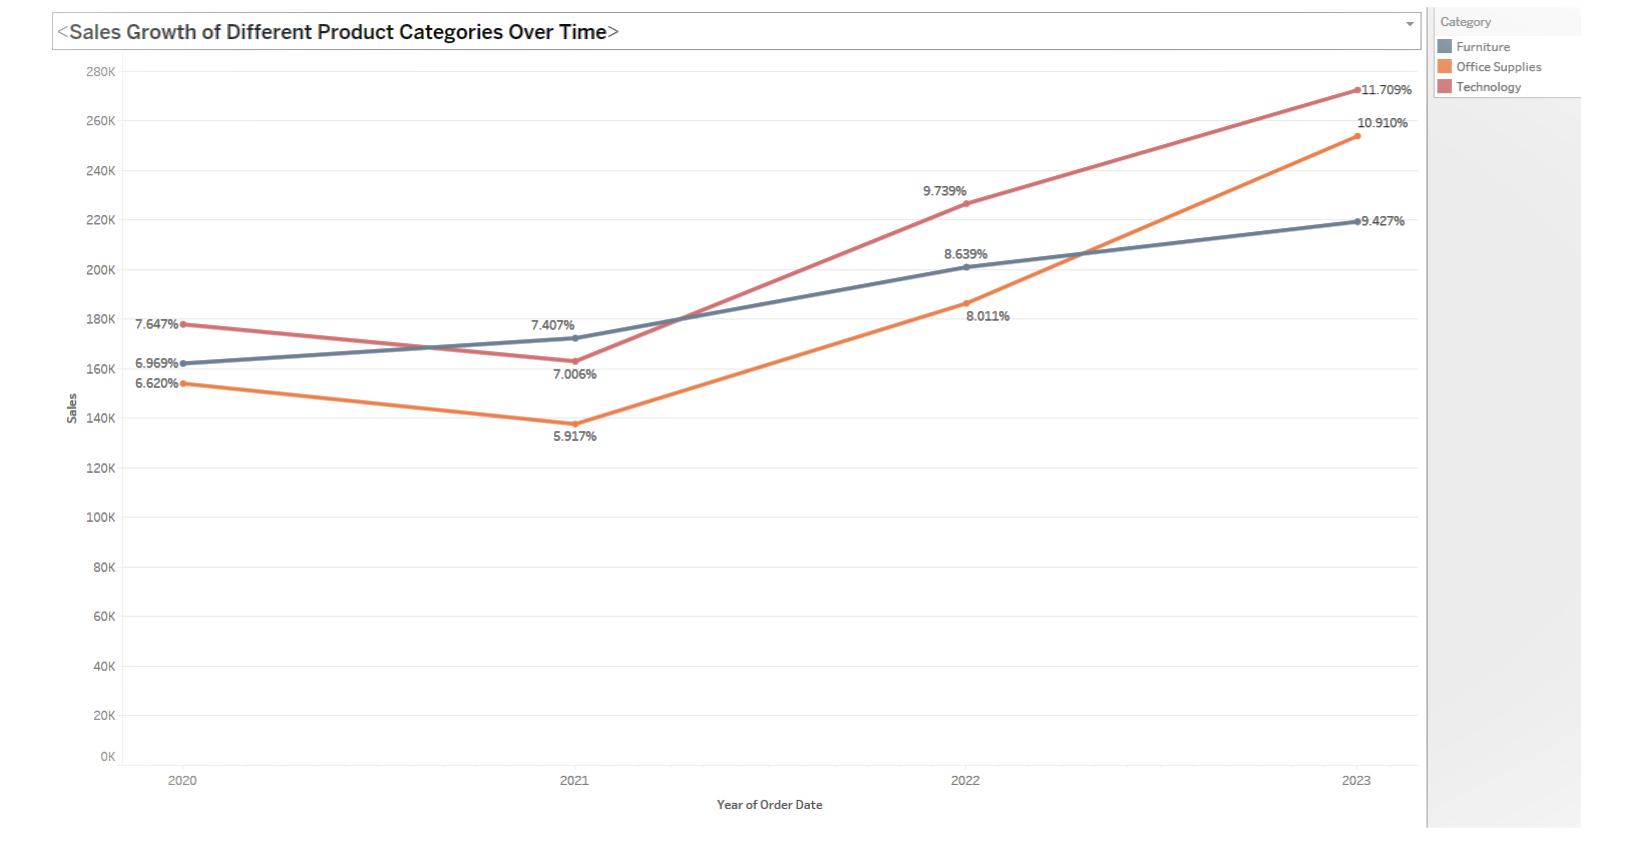 <Sales Growth of Different Product Categories Over Time>
Category
Furniture
Office Supplies
Technology
280K
260K
240K
220K
200K
180K
160K
140K
120K
100K
80K
60K
40K
20K
0K
Sales
7.647%
6.969%
6.620%
7.407%
7.006%
5.917%
9.739%
8.639%
8.011%
11.709%
10.910%
9.427%
2020
2021
2022
2023
Year of Order Date